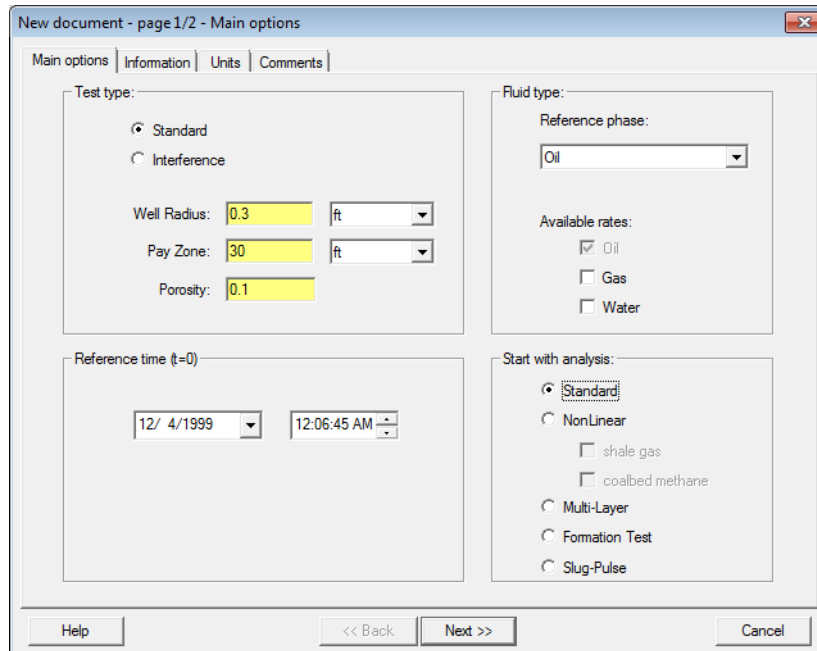 New document - page 1/2 - Main options
Main options
Information
Units
Comments
Test type:
Standard
Interference
Well Radius: 0.3 ft
Pay Zone: 30 ft
Porosity: 0.1
Fluid type:
Reference phase:
Oil
Available rates:
Oil
Gas
Water
Reference time (t=0)
12/ 4/1999 12:06:45 AM
Start with analysis:
Standard
NonLinear
shale gas
coalbed methane
Multi-Layer
Formation Test
Slug-Pulse
Help
<< Back
Next >>
Cancel